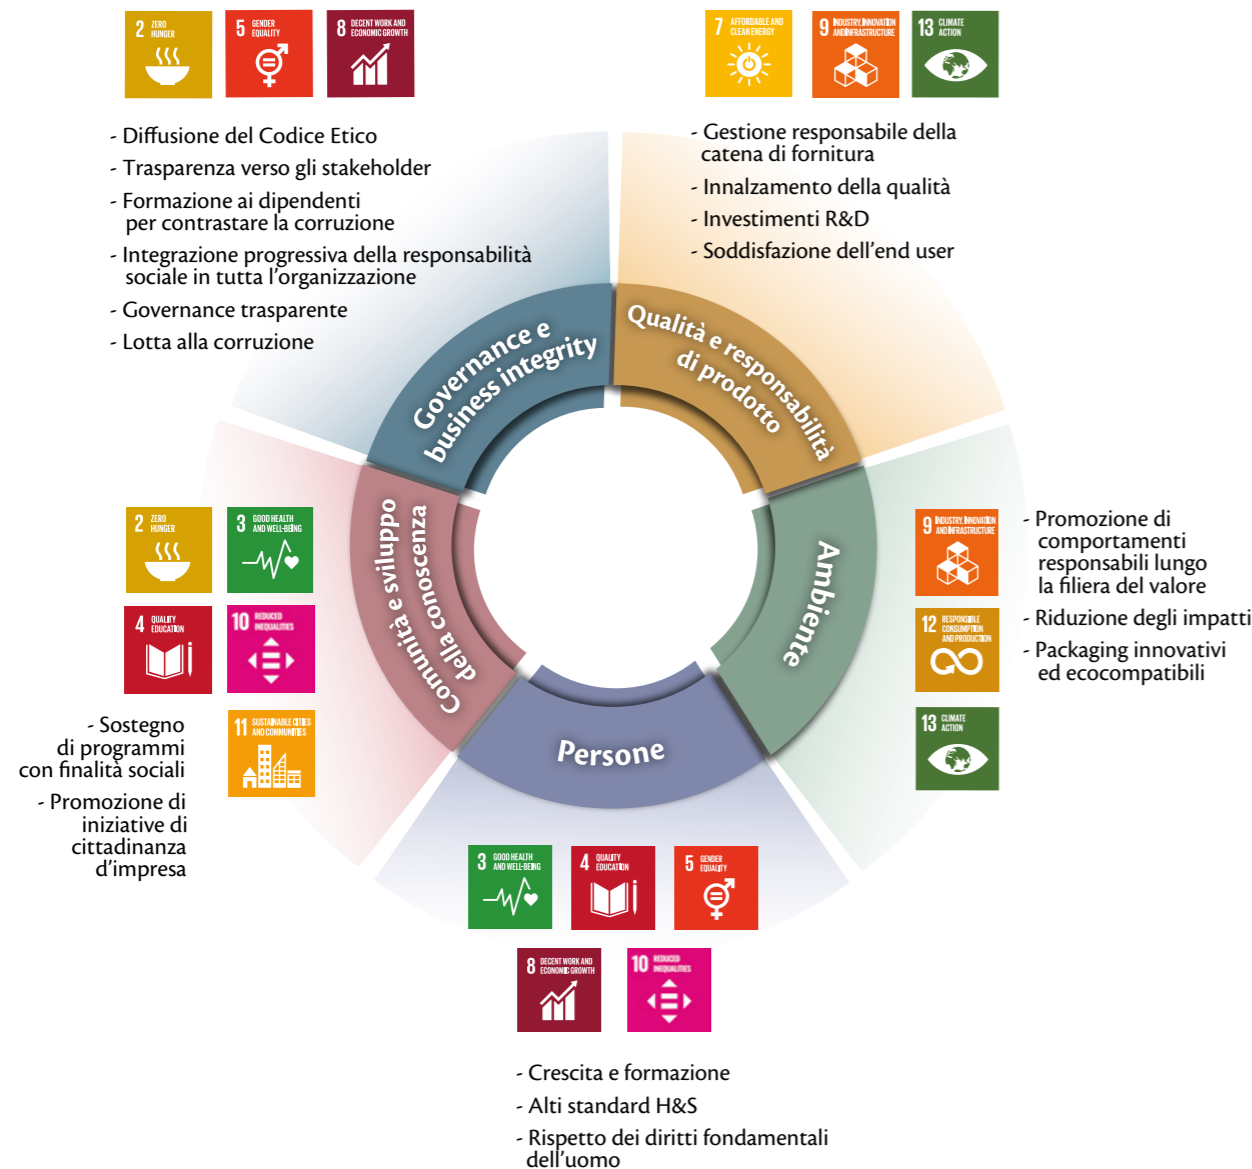 2 ZERO
HUNGER
5 GENDER
EQUALITY
8 DECENT WORK AND
ECONOMIC GROWTH
- Diffusione del Codice Etico
- Trasparenza verso gli stakeholder
- Formazione ai dipendenti
per contrastare la corruzione
- Integrazione progressiva della responsabilità
sociale in tutta l'organizzazione
- Governance trasparente
- Lotta alla corruzione
7 AFFORDABLE AND
CLEAN ENERGY
9 INDUSTRY, INNOVATION
AND INFRASTRUCTURE
13 CLIMATE
ACTION
- Gestione responsabile della
catena di fornitura
- Innalzamento della qualità
- Investimenti R&D
- Soddisfazione dell'end user
Governance e
business integrity
Qualità e responsabilità
di prodotto
Comunità e sviluppo
della conoscenza
Ambiente
Persone
2 ZERO
HUNGER
3 GOOD HEALTH
AND WELL-BEING
4 QUALITY
EDUCATION
10 REDUCED
INEQUALITIES
11 SUSTAINABLE CITIES
AND COMMUNITIES
- Sostegno
di programmi
con finalità sociali
- Promozione di
iniziative di
cittadinanza
d'impresa
9 INDUSTRY, INNOVATION
AND INFRASTRUCTURE
12 RESPONSIBLE
CONSUMPTION
AND PRODUCTION
13 CLIMATE
ACTION
- Promozione di
comportamenti
responsabili lungo
la filiera del valore
- Riduzione degli impatti
- Packaging innovativi
ed ecocompatibili
3 GOOD HEALTH
AND WELL-BEING
4 QUALITY
EDUCATION
5 GENDER
EQUALITY
8 DECENT WORK AND
ECONOMIC GROWTH
10 REDUCED
INEQUALITIES
- Crescita e formazione
- Alti standard H&S
- Rispetto dei diritti fondamentali
dell'uomo